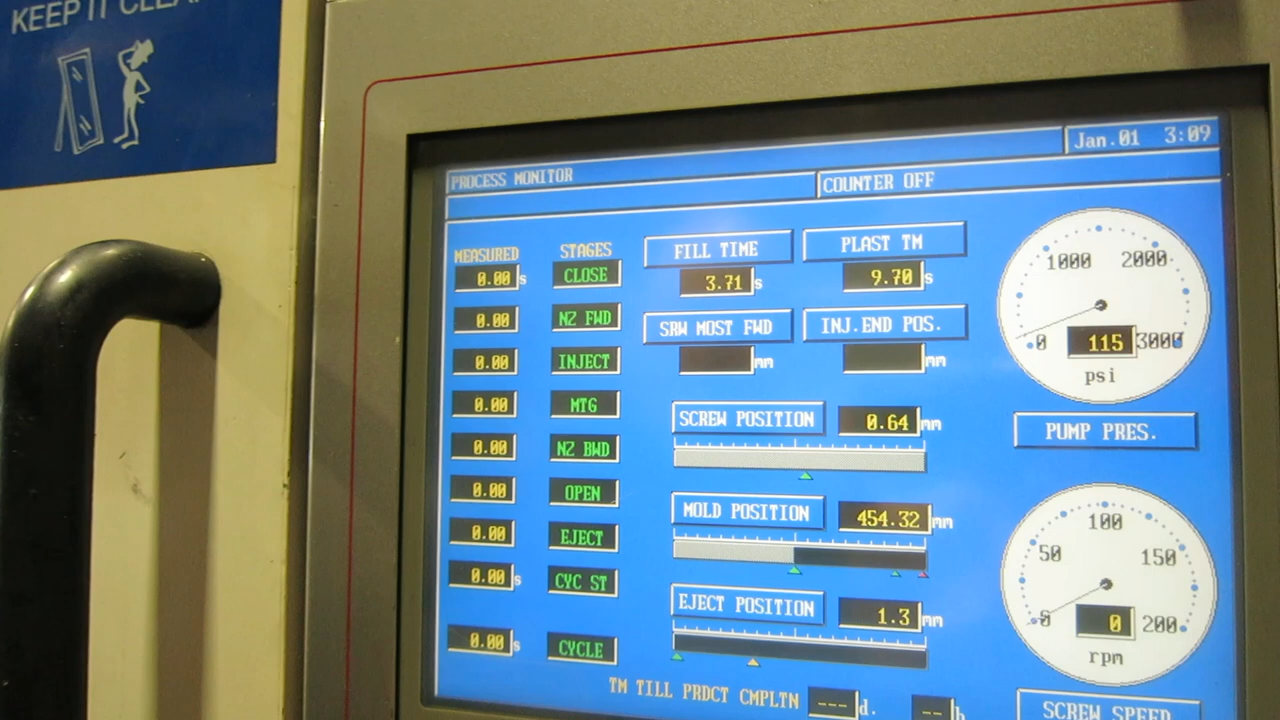 KEEP IT CLEA
Jan.01 3:09
PROCESS MONITOR
COUNTER OFF
MEASURED STAGES
0.00 s CLOSE
0.00 NZ FWD
0.00 INJECT
0.00 MTG
0.00 NZ BWD
0.00 OPEN
0.00 EJECT
0.00 s CYC ST
0.00 s CYCLE
FILL TIME
3.71 s
PLAST TM
9.70 s
SRW MOST FWD
mm
INJ.END POS.
mm
SCREW POSITION 0.64 mm
MOLD POSITION 454.32 mm
EJECT POSITION 1.3 mm
TM TILL PRDCT CMPLTN --- d. -- h
1000 2000
0 115 3000
psi
PUMP PRES.
100
50 150
0 0 200
rpm
SCREW SPEED